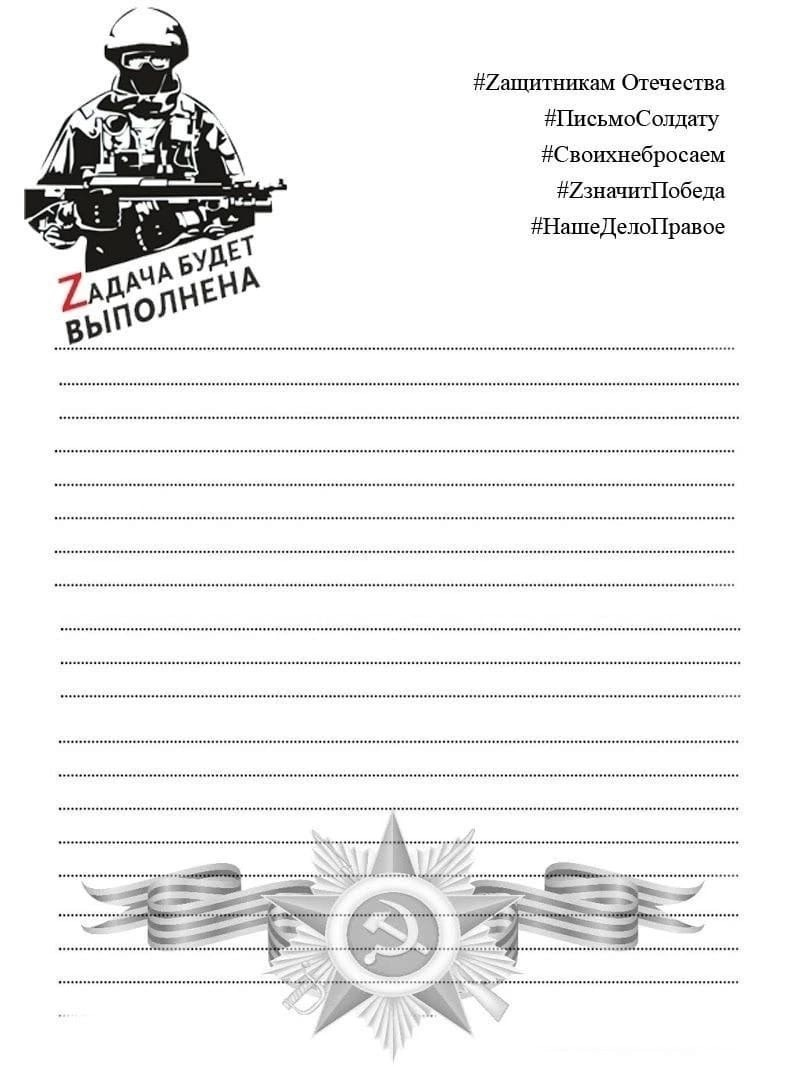 #Zащитникам Отечества
#ПисьмоСолдату
#Своихнебросаем
#ZзначитПобеда
#НашеДелоПравое
ZАДАЧА БУДЕТ
ВЫПОЛНЕНА